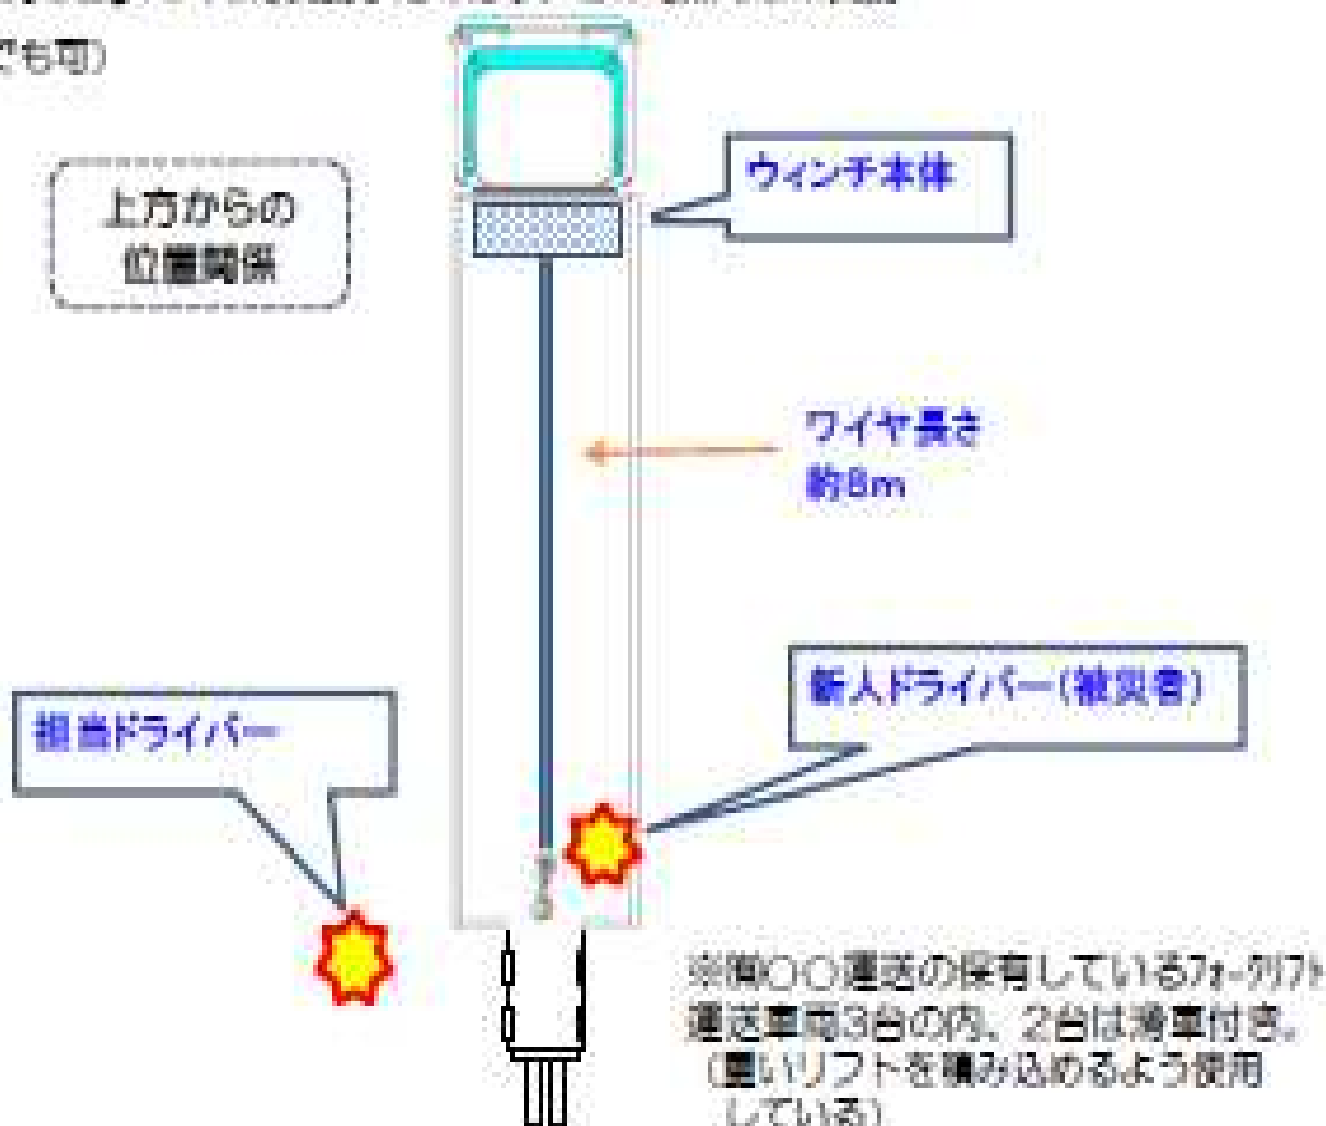 でも可)
上方からの
位置関係
ウィンチ本体
ワイヤ長さ
約8m
新人ドライバー(被災者)
担当ドライバー
※㈲○○運送の保有しているフォークリフト
運送車両3台の内、2台は滑車付き。
(重いリフトを積み込めるよう使用
している)